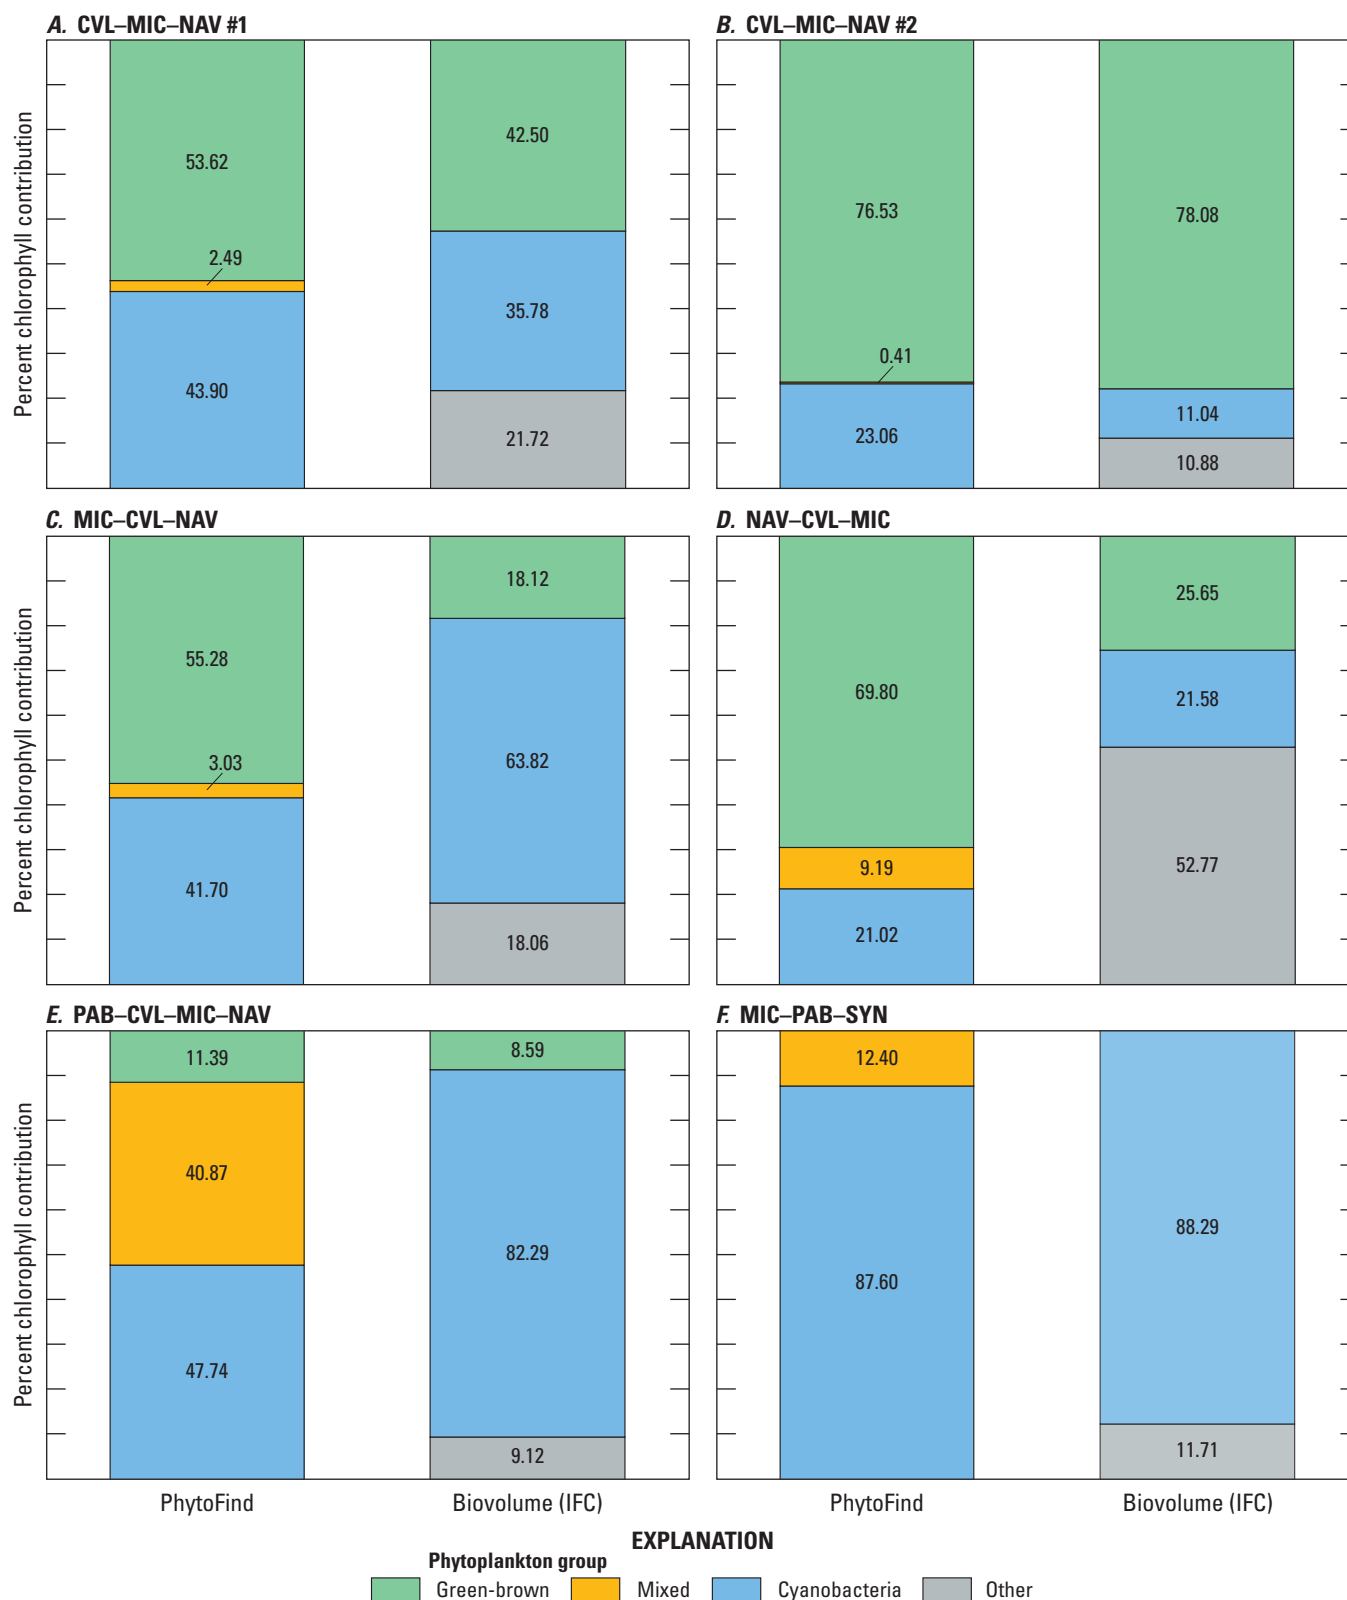 A. CVL–MIC–NAV #1
Percent chlorophyll contribution
53.62
2.49
43.90
42.50
35.78
21.72
B. CVL–MIC–NAV #2
76.53
0.41
23.06
78.08
11.04
10.88
C. MIC–CVL–NAV
Percent chlorophyll contribution
55.28
3.03
41.70
18.12
63.82
18.06
D. NAV–CVL–MIC
69.80
9.19
21.02
25.65
21.58
52.77
E. PAB–CVL–MIC–NAV
Percent chlorophyll contribution
11.39
40.87
47.74
8.59
82.29
9.12
F. MIC–PAB–SYN
12.40
87.60
88.29
11.71
PhytoFind Biovolume (IFC) PhytoFind Biovolume (IFC)
EXPLANATION
Phytoplankton group
Green-brown Mixed Cyanobacteria Other